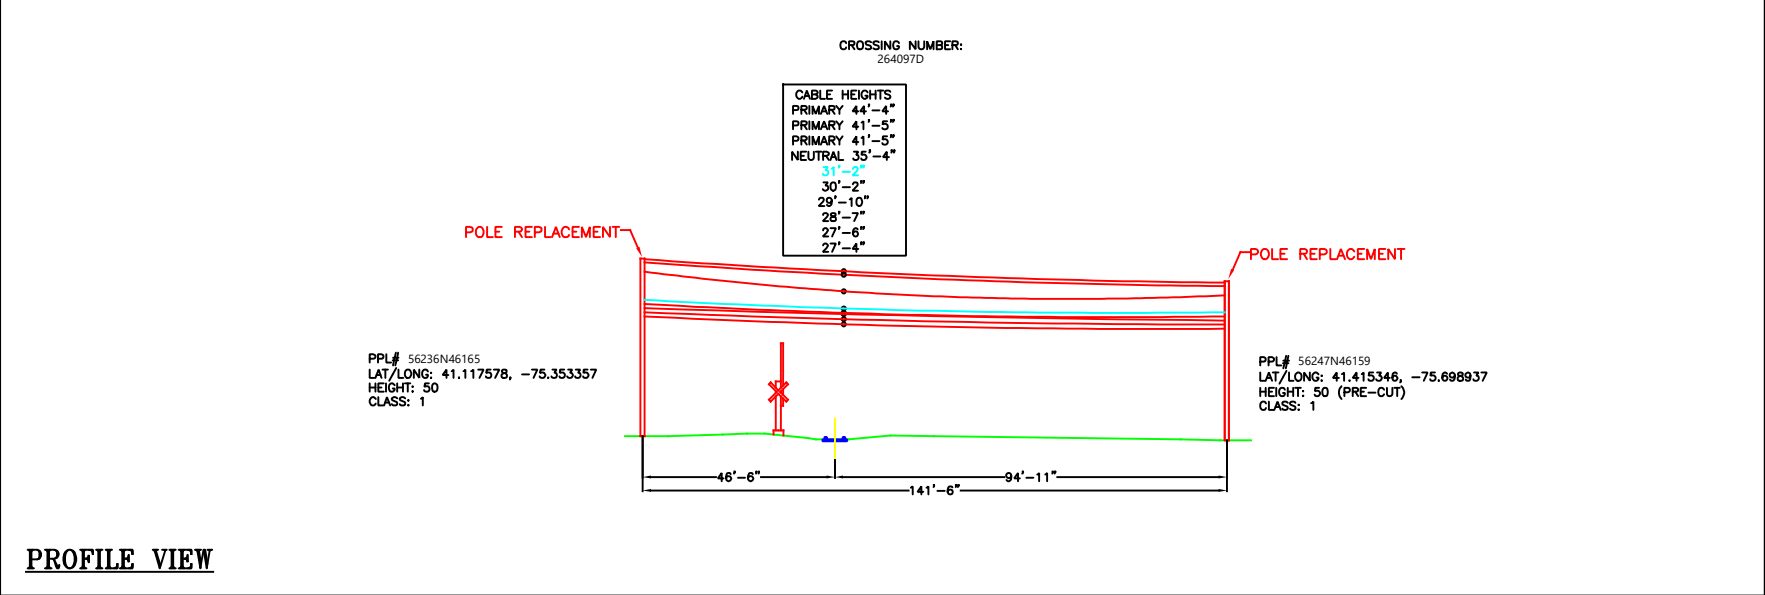 CROSSING NUMBER:
264097D
CABLE HEIGHTS
PRIMARY 44'-4"
PRIMARY 41'-5"
PRIMARY 41'-5"
NEUTRAL 35'-4"
31'-2"
30'-2"
29'-10"
28'-7"
27'-6"
27'-4"
POLE REPLACEMENT
POLE REPLACEMENT
PPL# 56236N46165
LAT/LONG: 41.117578, -75.353357
HEIGHT: 50
CLASS: 1
PPL# 56247N46159
LAT/LONG: 41.415346, -75.698937
HEIGHT: 50 (PRE-CUT)
CLASS: 1
46'-6"
94'-11"
141'-6"
PROFILE VIEW